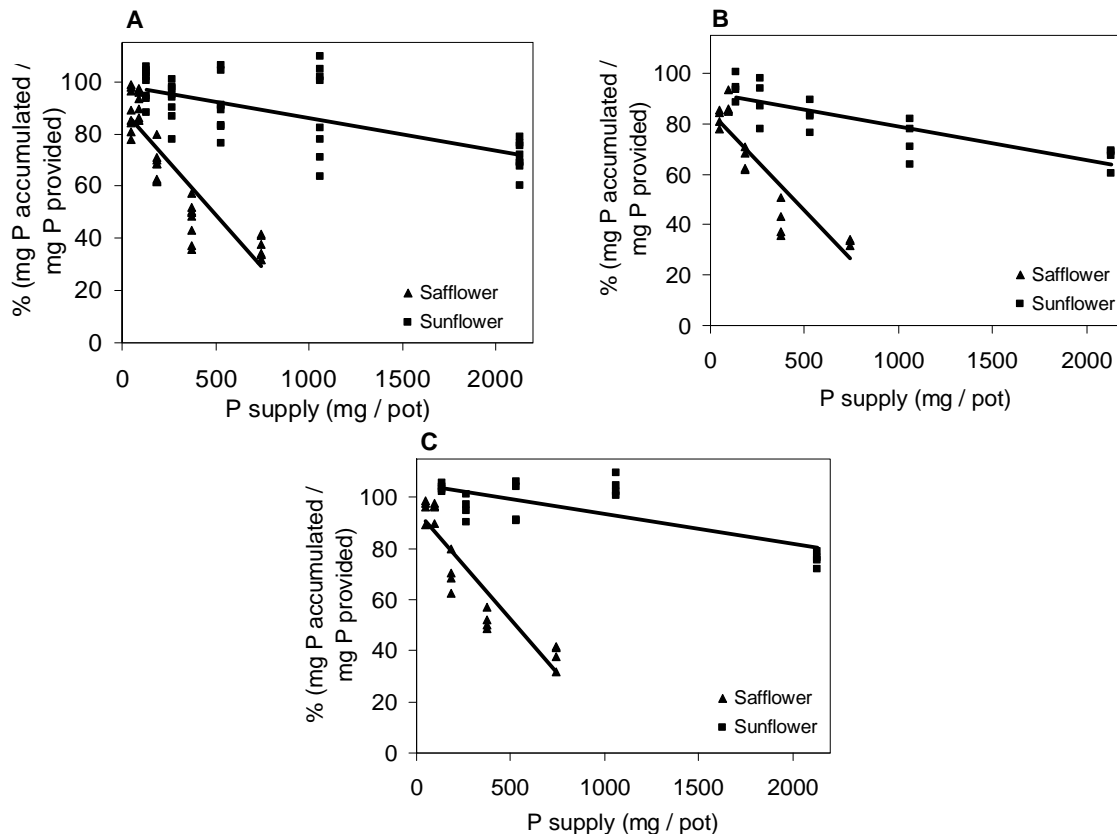 A
% (mg P accumulated /
mg P provided)
100
80
60
40
20
0
Safflower
Sunflower
0 500 1000 1500 2000
P supply (mg / pot)
B
% (mg P accumulated /
mg P provided)
100
80
60
40
20
0
Safflower
Sunflower
0 500 1000 1500 2000
P supply (mg / pot)
C
% (mg P accumulated /
mg P provided)
100
80
60
40
20
0
Safflower
Sunflower
0 500 1000 1500 2000
P supply (mg / pot)